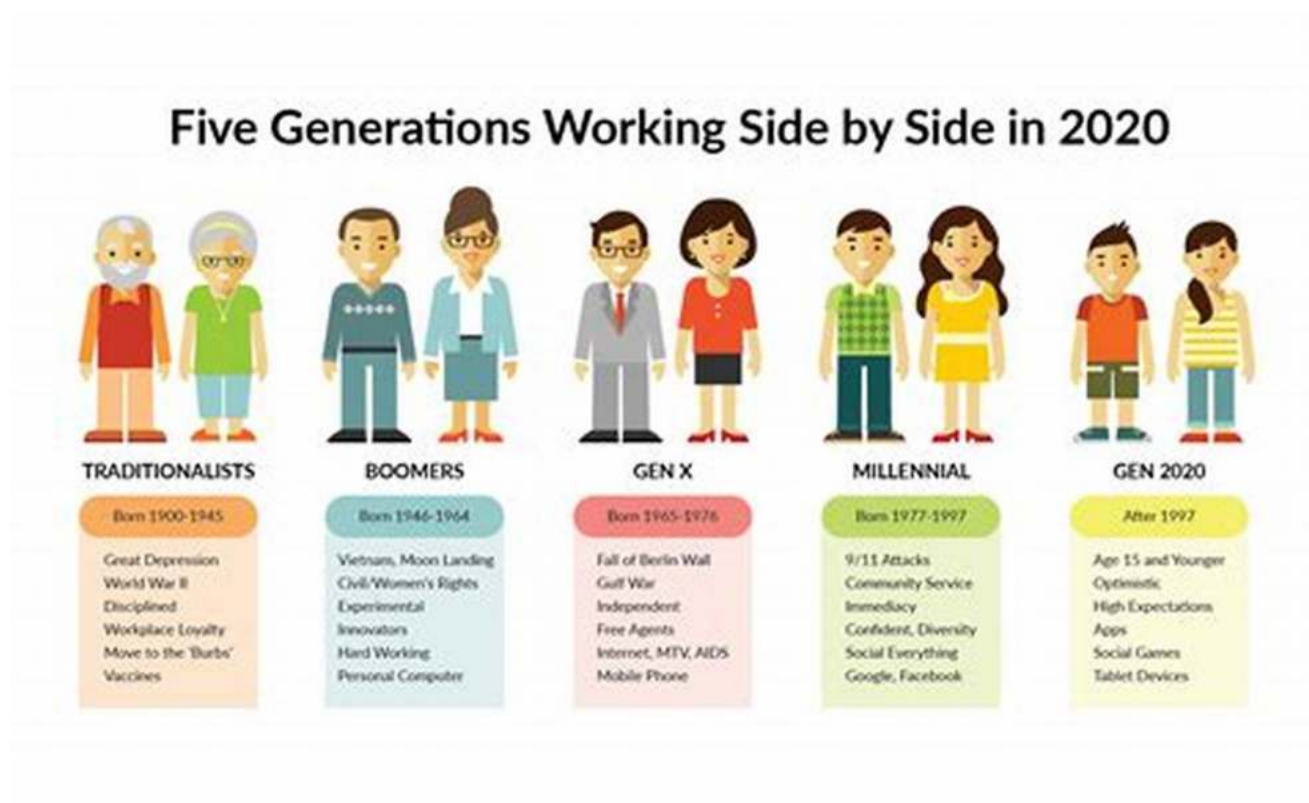 Five Generations Working Side by Side in 2020
TRADITIONALISTS
Born 1900-1945
Great Depression
World War II
Disciplined
Workplace Loyalty
Move to the 'Burbs'
Vaccines
BOOMERS
Born 1946-1964
Vietnam, Moon Landing
Civil/Women's Rights
Experimental
Innovators
Hard Working
Personal Computer
GEN X
Born 1965-1976
Fall of Berlin Wall
Gulf War
Independent
Free Agents
Internet, MTV, AIDS
Mobile Phone
MILLENNIAL
Born 1977-1997
9/11 Attacks
Community Service
Immediacy
Confident, Diversity
Social Everything
Google, Facebook
GEN 2020
After 1997
Age 15 and Younger
Optimistic
High Expectations
Apps
Social Games
Tablet Devices